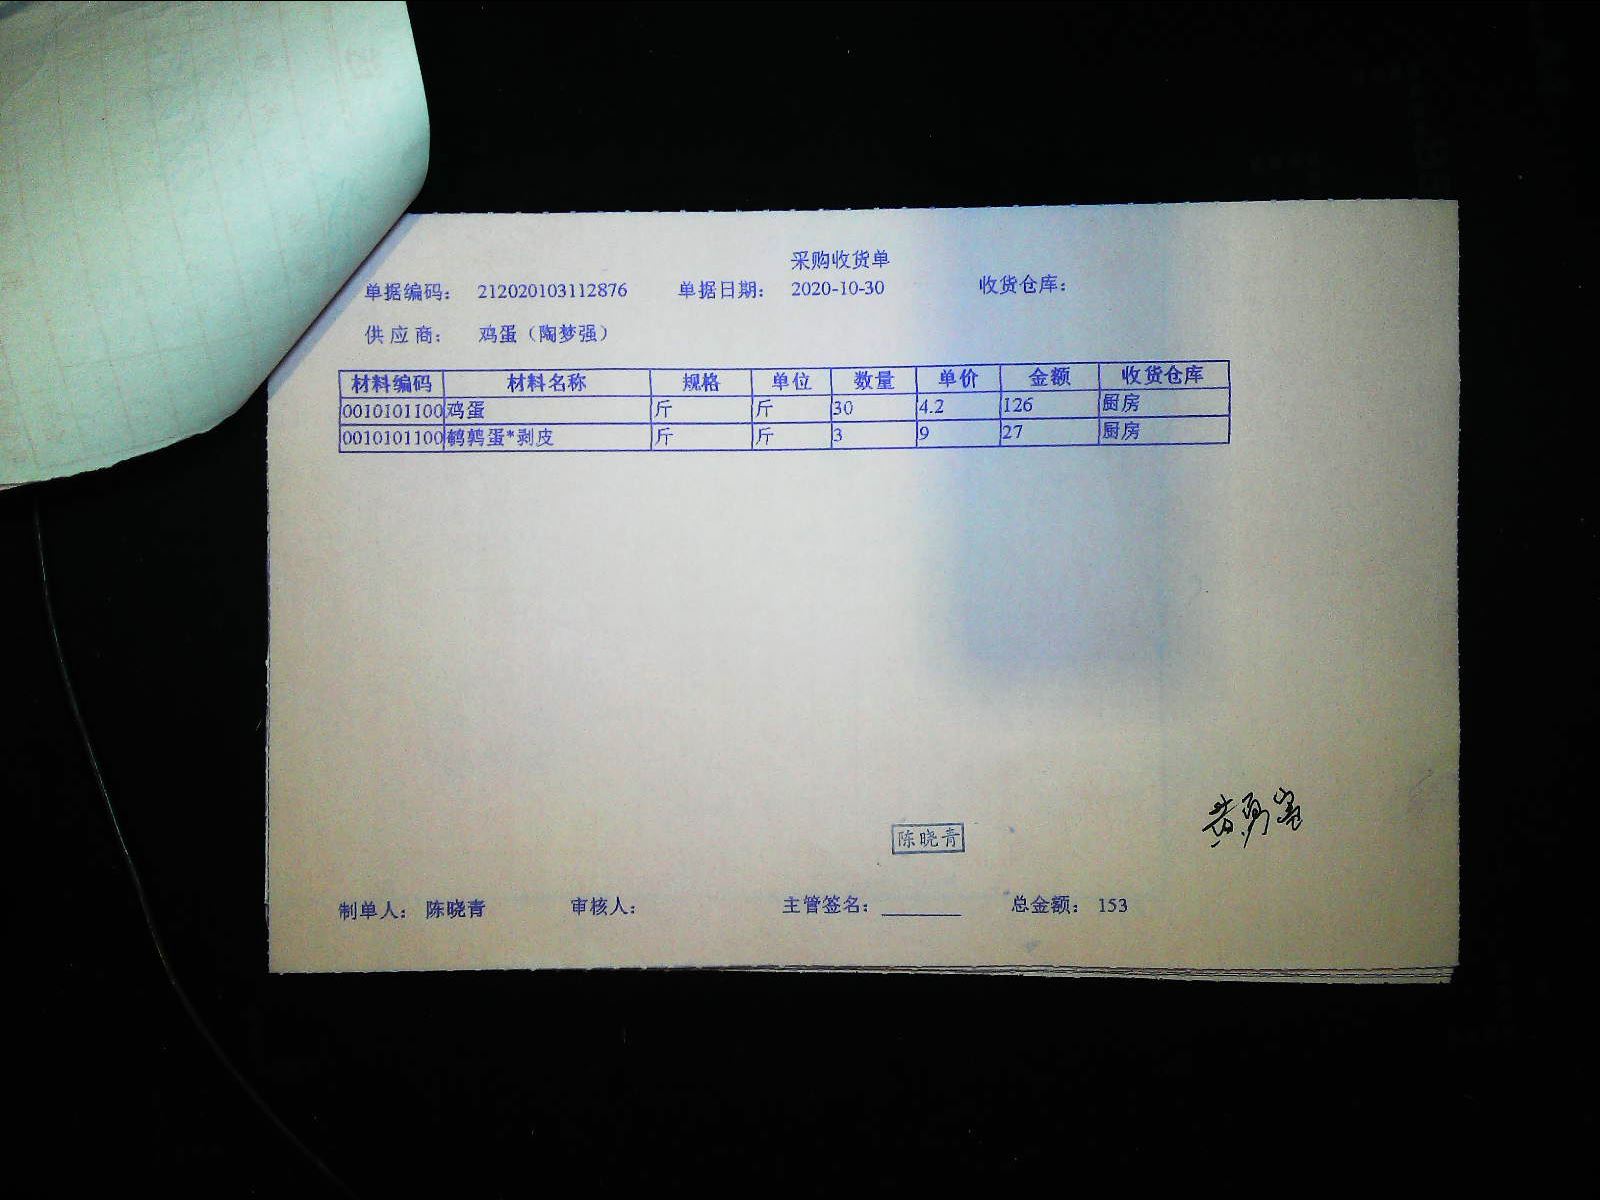 采购收货单
单据编码： 212020103112876 单据日期： 2020-10-30 收货仓库：
供应商： 鸡蛋（陶梦强）
材料编码 材料名称 规格 单位 数量 单价 金额 收货仓库
0010101100 鸡蛋 斤 斤 30 4.2 126 厨房
0010101100 鹌鹑蛋*剥皮 斤 斤 3 9 27 厨房
陈晓青
制单人： 陈晓青 审核人： 主管签名： 总金额： 153